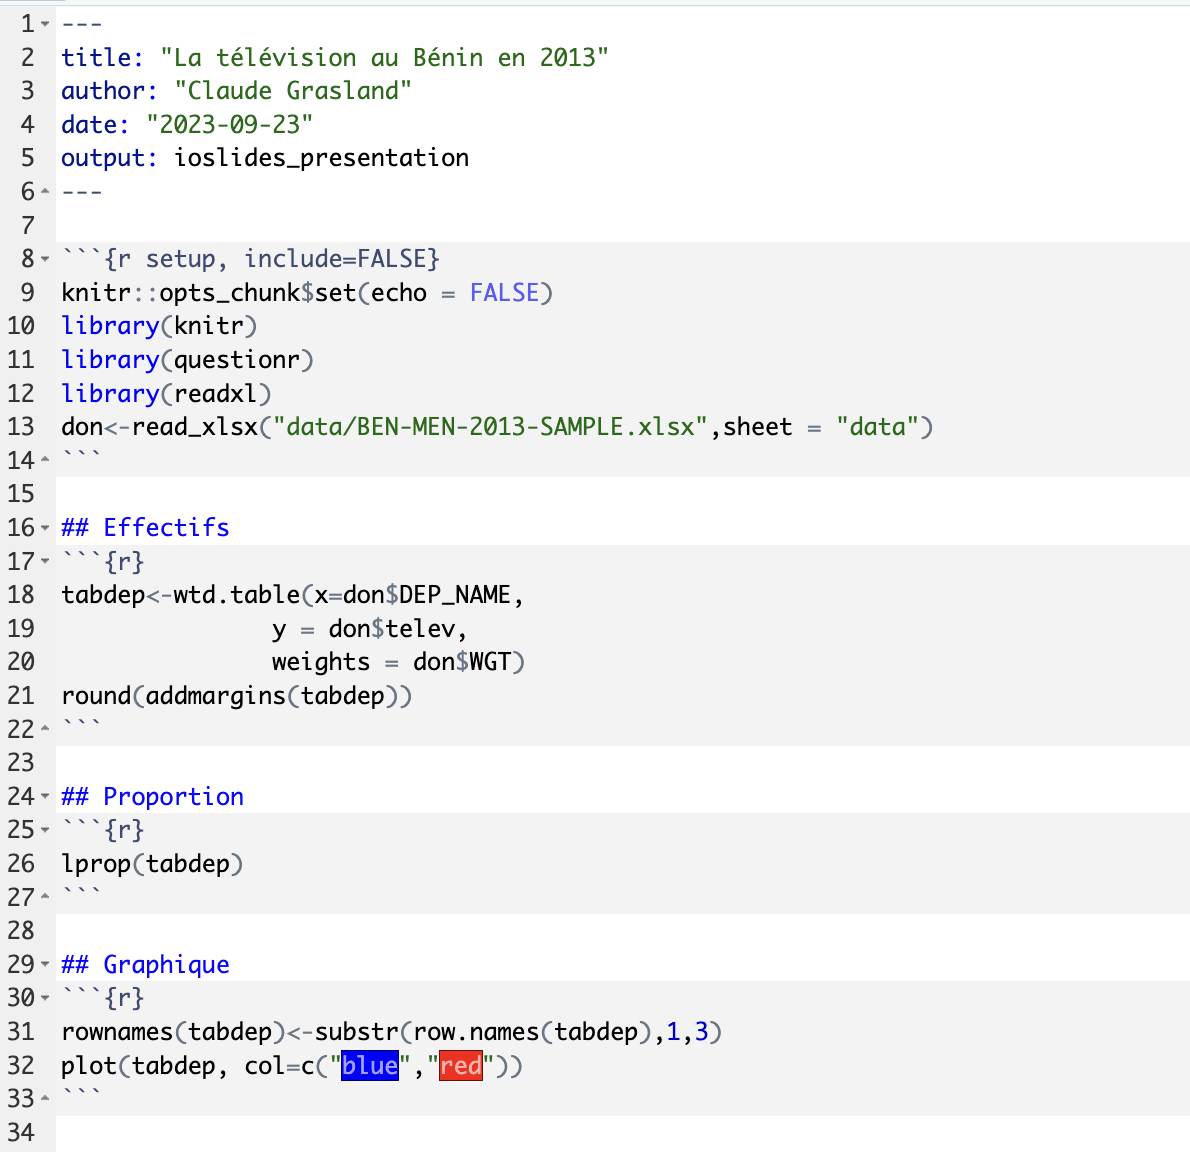 1 ---
2 title: "La télévision au Bénin en 2013"
3 author: "Claude Grasland"
4 date: "2023-09-23"
5 output: ioslides_presentation
6 ---
7
8 ```{r setup, include=FALSE}
9 knitr::opts_chunk$set(echo = FALSE)
10 library(knitr)
11 library(questionr)
12 library(readxl)
13 don<-read_xlsx("data/BEN-MEN-2013-SAMPLE.xlsx",sheet = "data")
14 ```
15
16 ## Effectifs
17 ```{r}
18 tabdep<-wtd.table(x=don$DEP_NAME,
19                y = don$telev,
20                weights = don$WGT)
21 round(addmargins(tabdep))
22 ```
23
24 ## Proportion
25 ```{r}
26 lprop(tabdep)
27 ```
28
29 ## Graphique
30 ```{r}
31 rownames(tabdep)<-substr(row.names(tabdep),1,3)
32 plot(tabdep, col=c("blue","red"))
33 ```
34